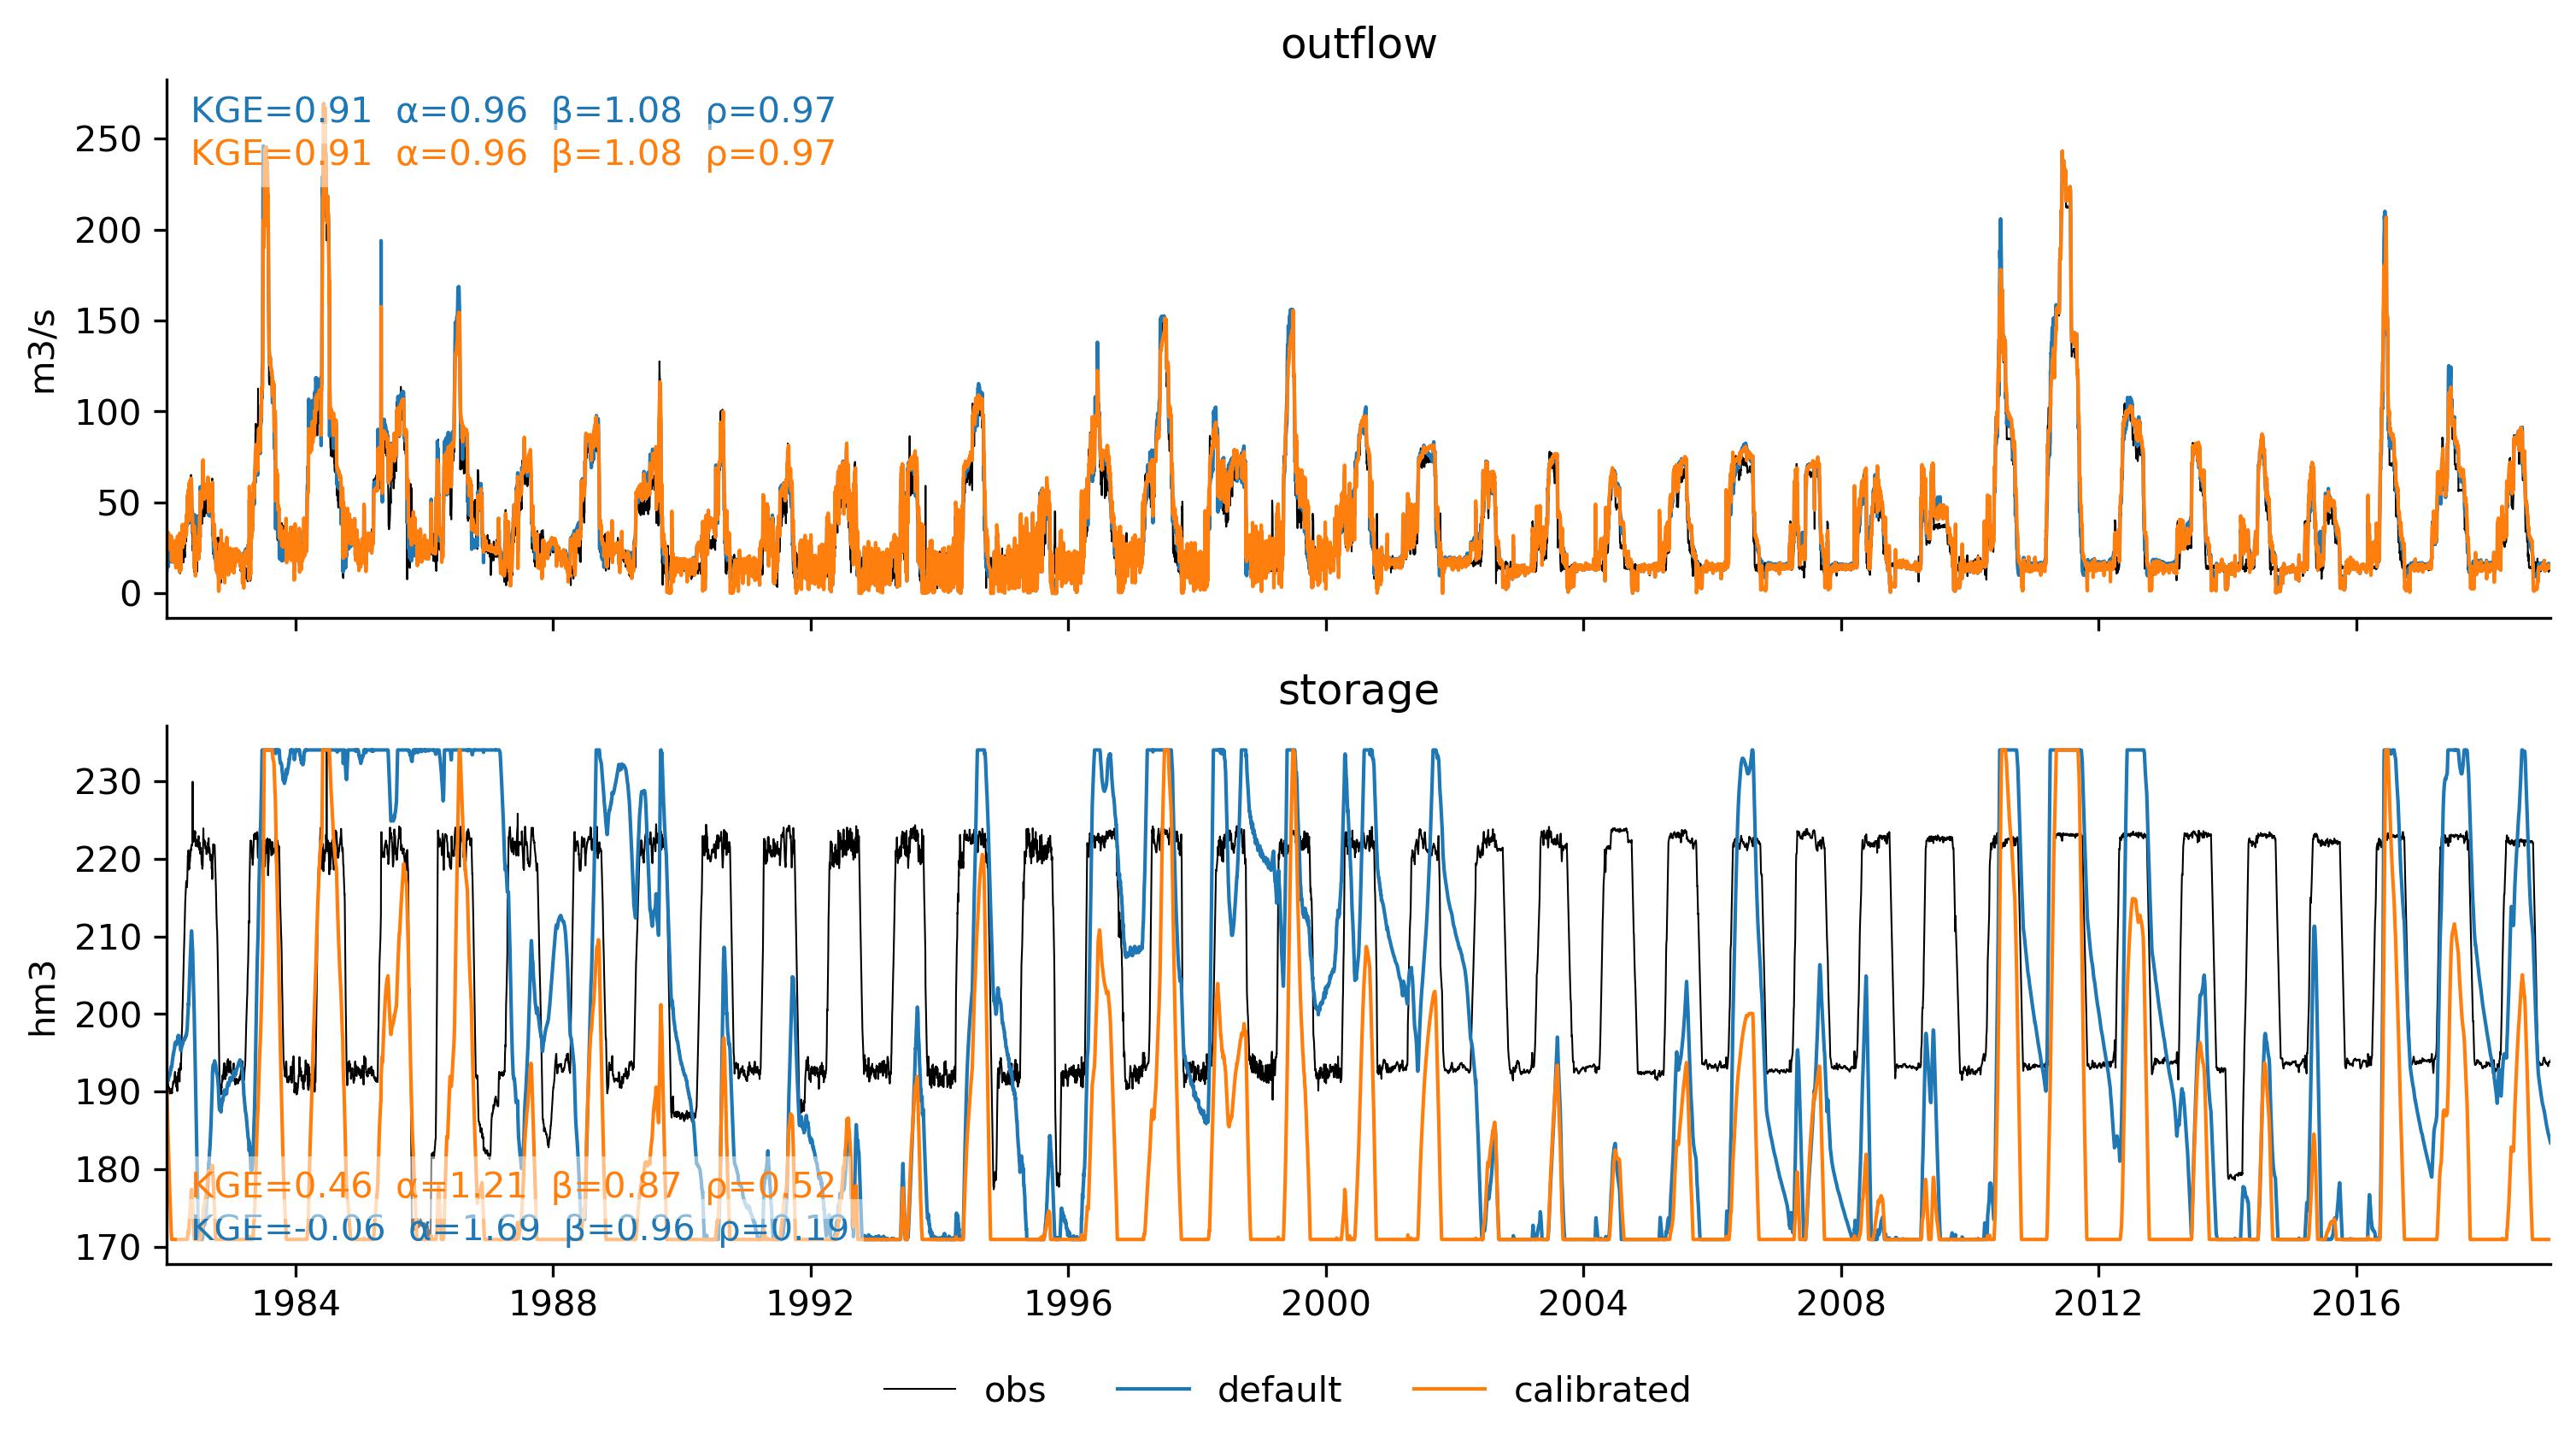 outflow
KGE=0.91 α=0.96 β=1.08 ρ=0.97
KGE=0.91 α=0.96 β=1.08 ρ=0.97
m3/s
250
200
150
100
50
0
storage
hm3
230
220
210
200
190
180
170
KGE=0.46 α=1.21 β=0.87 ρ=0.52
KGE=-0.06 α=1.69 β=0.96 ρ=0.19
1984 1988 1992 1996 2000 2004 2008 2012 2016
obs default calibrated